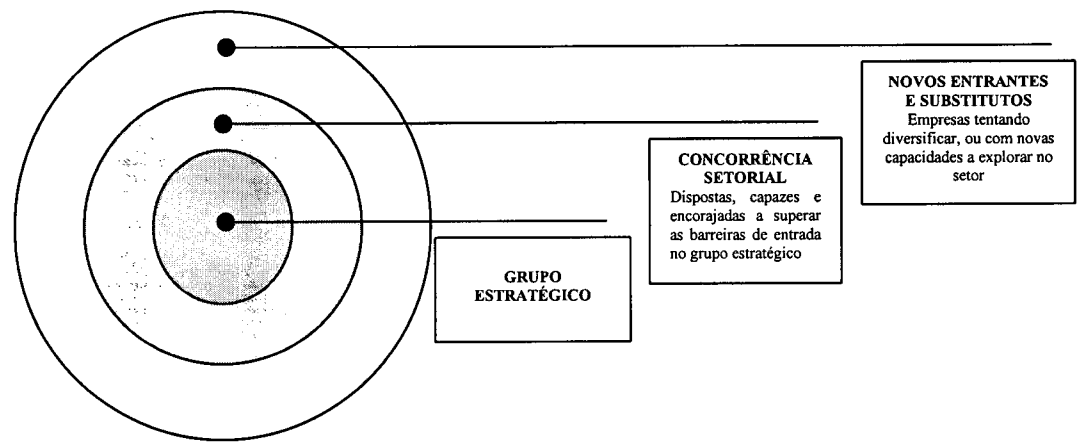 NOVOS ENTRANTES
E SUBSTITUTOS
Empresas tentando
diversificar, ou com novas
capacidades a explorar no
setor
CONCORRÊNCIA
SETORIAL
Dispostas, capazes e
encorajadas a superar
as barreiras de entrada
no grupo estratégico
GRUPO
ESTRATÉGICO